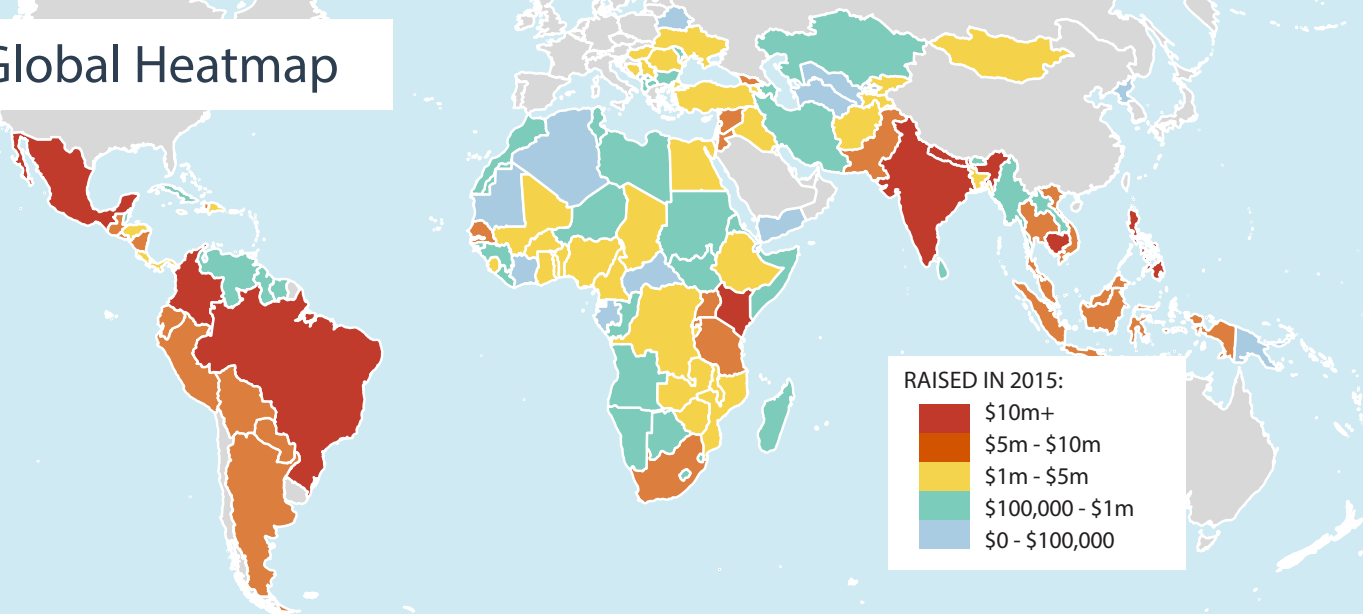 Global Heatmap
RAISED IN 2015:
$10m+
$5m - $10m
$1m - $5m
$100,000 - $1m
$0 - $100,000